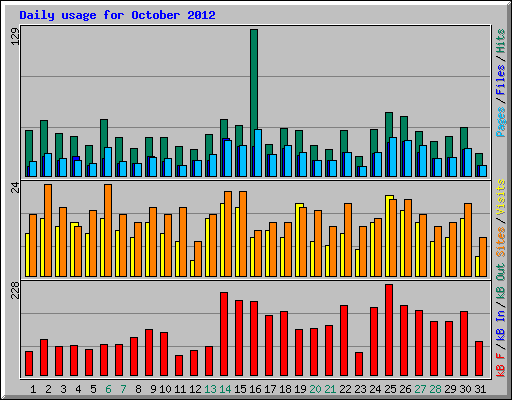 Daily usage for October 2012
129
Pages / Files / Hits
24
Sites / Visits
228
kB F / kB In / kB Out
1 2 3 4 5 6 7 8 9 10 11 12 13 14 15 16 17 18 19 20 21 22 23 24 25 26 27 28 29 30 31